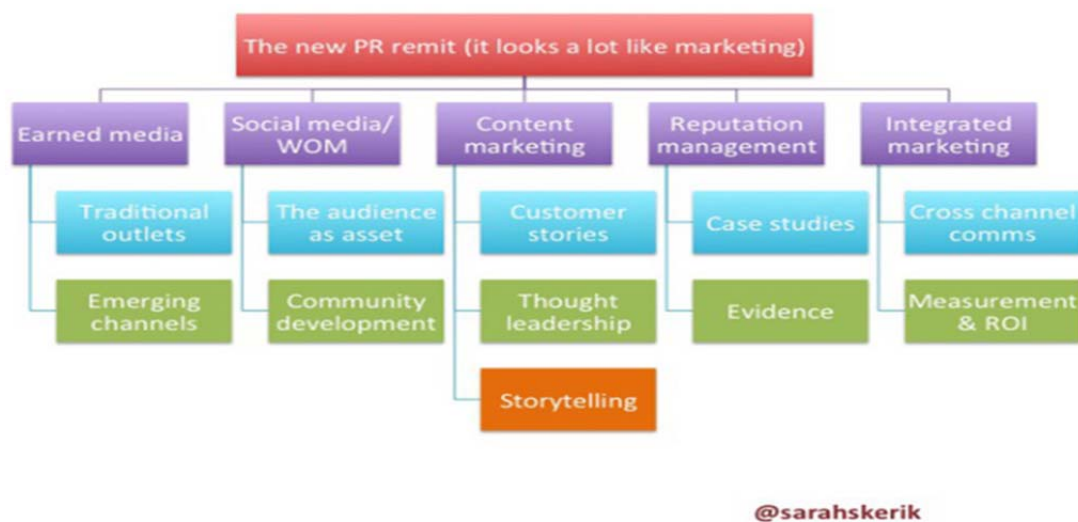 The new PR remit (it looks a lot like marketing)
Earned media
Traditional
outlets
Emerging
channels
Social media/
WOM
The audience
as asset
Community
development
Content
marketing
Customer
stories
Thought
leadership
Storytelling
Reputation
management
Case studies
Evidence
Integrated
marketing
Cross channel
comms
Measurement
& ROI
@sarahskerik